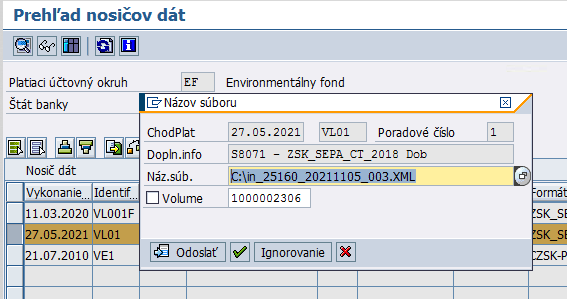 Prehľad nosičov dát
Platiaci účtovný okruh EF Environmentálny fond
Štát banky
Názov súboru
ChodPlat 27.05.2021 VL01 Poradové číslo 1
Dopln.info S8071 - ZSK_SEPA_CT_2018 Dob
Náz.súb. C:\in_25160_20211105_003.XML
Volume 1000002306
Odoslať Ignorovanie
Nosič dát
Vykonanie Identif Formát
11.03.2020 VL001F ZSK_SE
27.05.2021 VL01 ZSK_SE
21.07.2010 VE1 CZSK-P